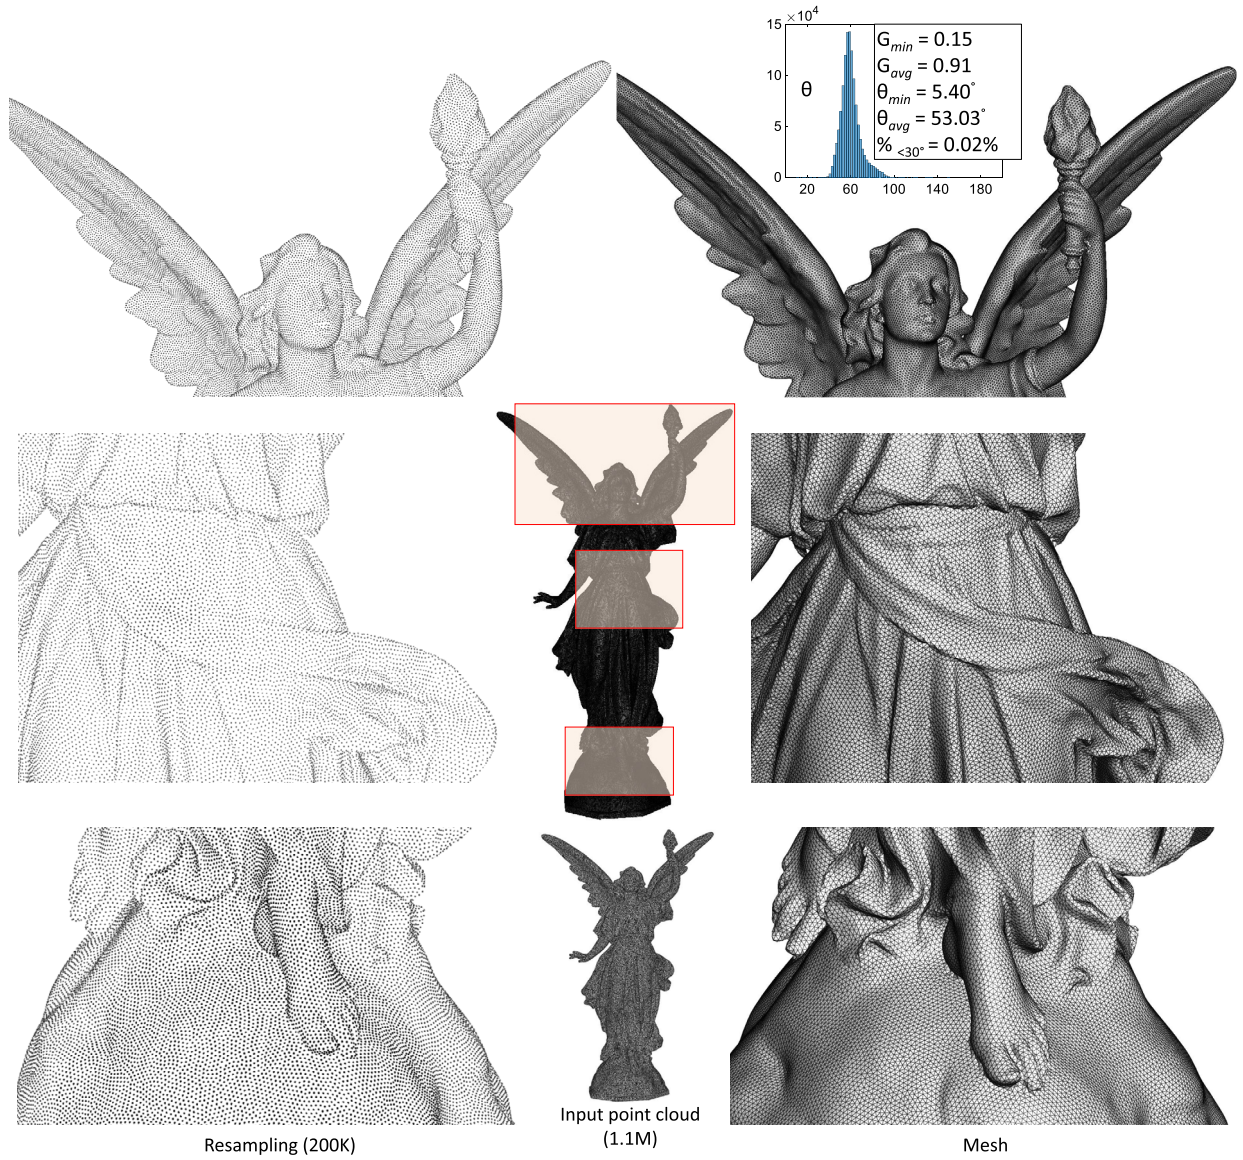 15 ×10⁴
10
5
0
20 60 100 140 180
θ
G_min = 0.15
G_avg = 0.91
θ_min = 5.40°
θ_avg = 53.03°
% <30° = 0.02%
Input point cloud
(1.1M)
Resampling (200K)
Mesh